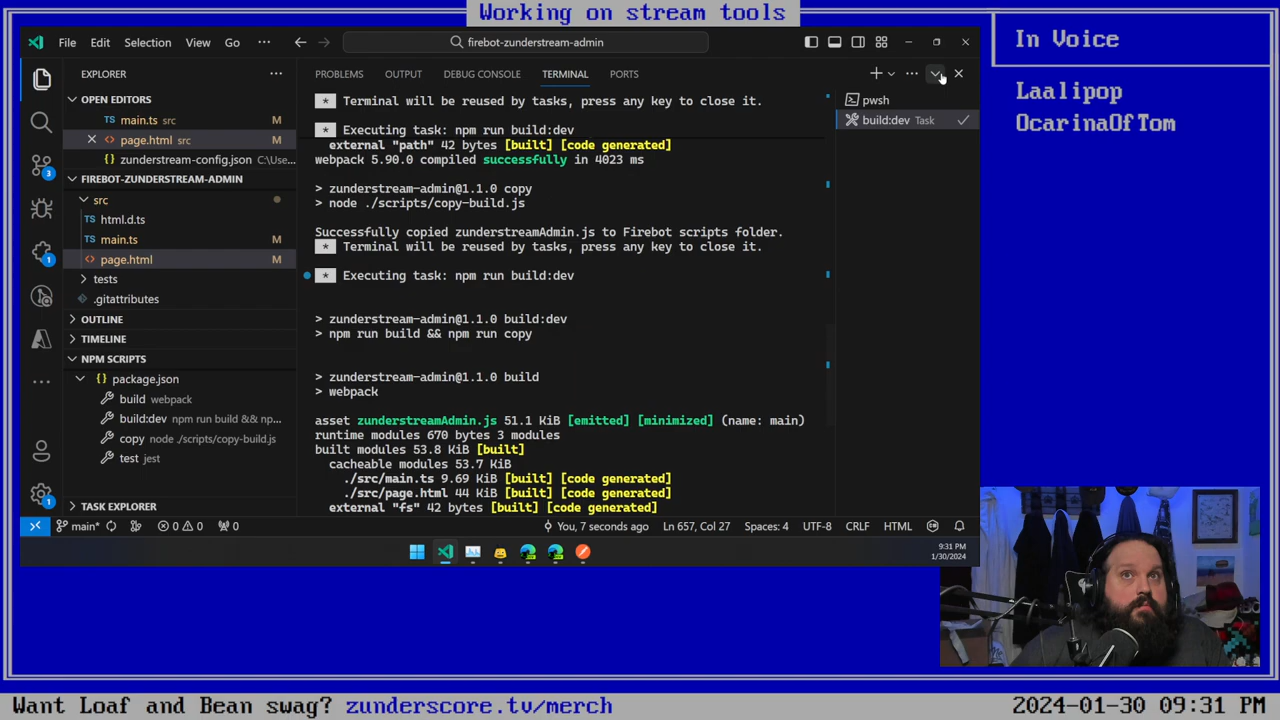 Working on stream tools
File Edit Selection View Go ... firebot-zunderstream-admin
EXPLORER ...
OPEN EDITORS
main.ts src M
page.html src M
zunderstream-config.json C:\Use...
FIREBOT-ZUNDERSTREAM-ADMIN
src
TS html.d.ts
TS main.ts M
page.html M
tests
.gitattributes
OUTLINE
TIMELINE
NPM SCRIPTS
{} package.json
build webpack
build:dev npm run build && np...
copy node ./scripts/copy-build.js
test jest
TASK EXPLORER
3
1
1
PROBLEMS OUTPUT DEBUG CONSOLE TERMINAL PORTS
* Terminal will be reused by tasks, press any key to close it.
* Executing task: npm run build:dev
external "path" 42 bytes [built] [code generated]
webpack 5.90.0 compiled successfully in 4023 ms
> zunderstream-admin@1.1.0 copy
> node ./scripts/copy-build.js
Successfully copied zunderstreamAdmin.js to Firebot scripts folder.
* Terminal will be reused by tasks, press any key to close it.
* Executing task: npm run build:dev
> zunderstream-admin@1.1.0 build:dev
> npm run build && npm run copy
> zunderstream-admin@1.1.0 build
> webpack
asset zunderstreamAdmin.js 51.1 KiB [emitted] [minimized] (name: main)
runtime modules 670 bytes 3 modules
built modules 53.8 KiB [built]
cacheable modules 53.7 KiB
./src/main.ts 9.69 KiB [built] [code generated]
./src/page.html 44 KiB [built] [code generated]
external "fs" 42 bytes [built] [code generated]
pwsh
build:dev Task
main* 0 0 0 You, 7 seconds ago Ln 657, Col 27 Spaces: 4 UTF-8 CRLF HTML
9:31 PM
1/30/2024
In Voice
Laalipop
OcarinaOfTom
Want Loaf and Bean swag? zunderscore.tv/merch 2024-01-30 09:31 PM